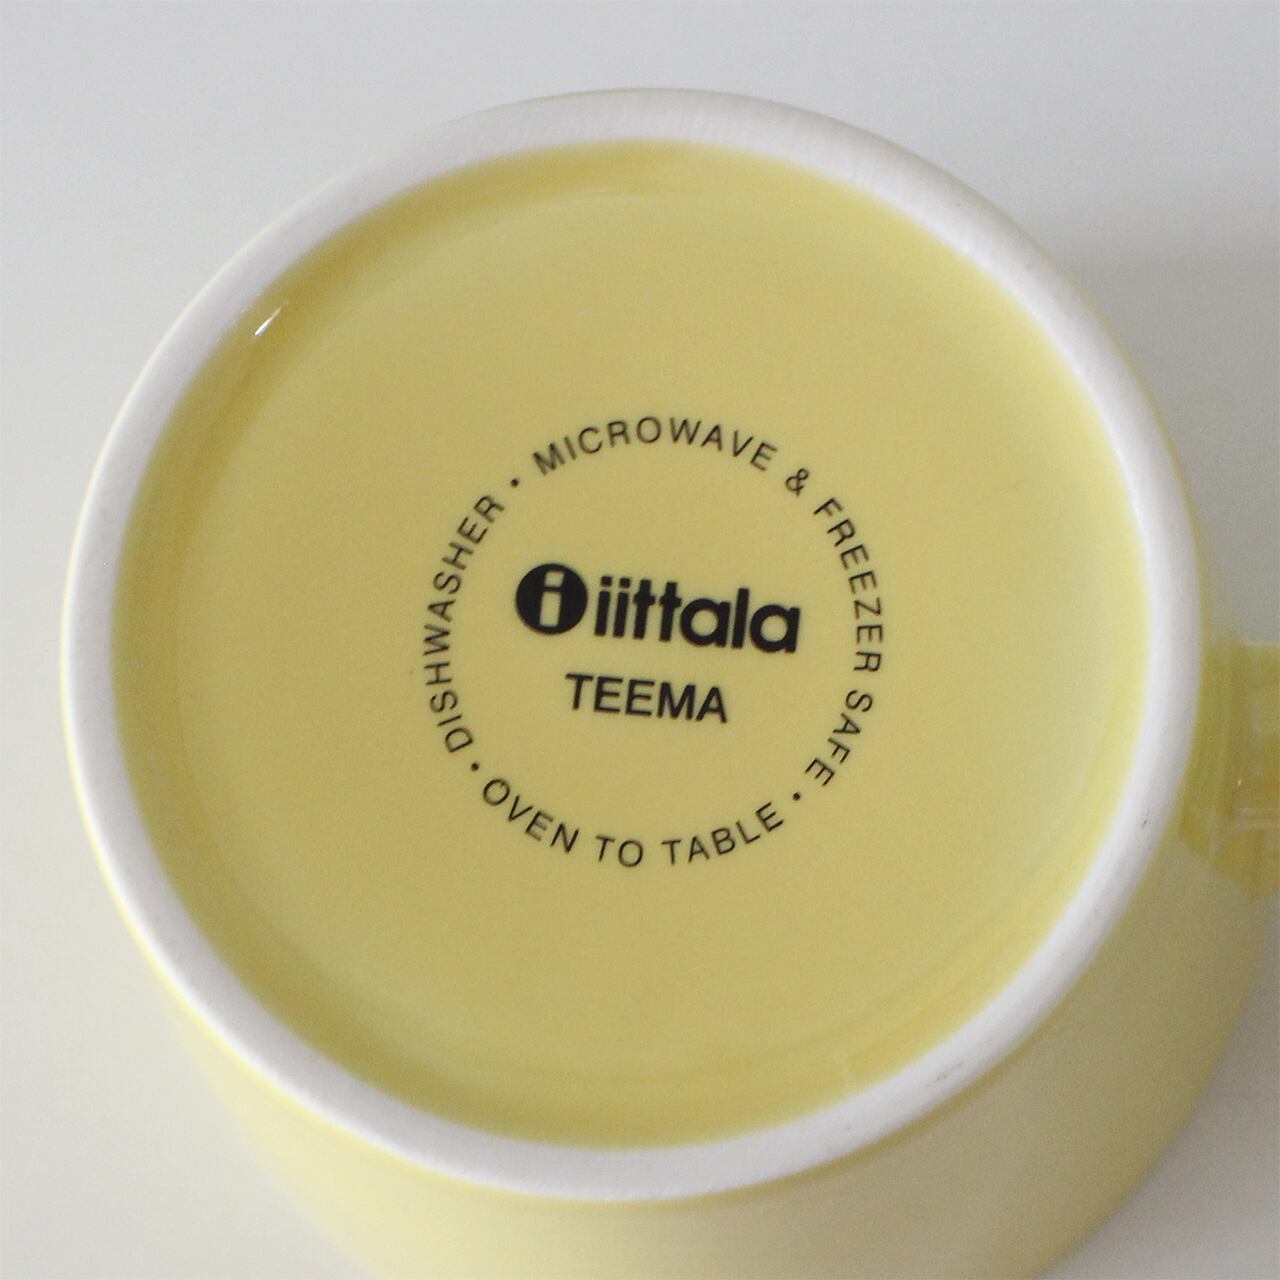 MICROWAVE & FREEZER SAFE • OVEN TO TABLE • DISHWASHER •
i iittala
TEEMA